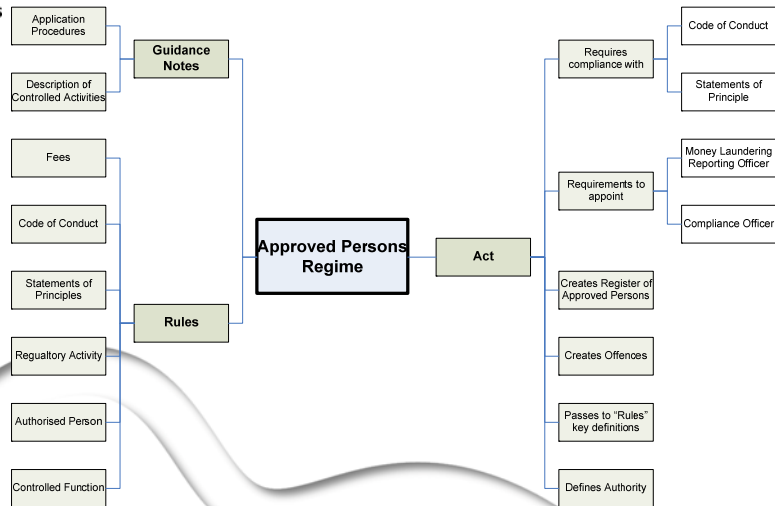 s
Application
Procedures
Description of
Controlled Activities
Guidance
Notes
Fees
Code of Conduct
Statements of
Principles
Regualtory Activity
Authorised Person
Controlled Function
Rules
Approved Persons
Regime
Act
Requires
compliance with
Code of Conduct
Statements of
Principle
Requirements to
appoint
Money Laundering
Reporting Officer
Compliance Officer
Creates Register of
Approved Persons
Creates Offences
Passes to “Rules”
key definitions
Defines Authority